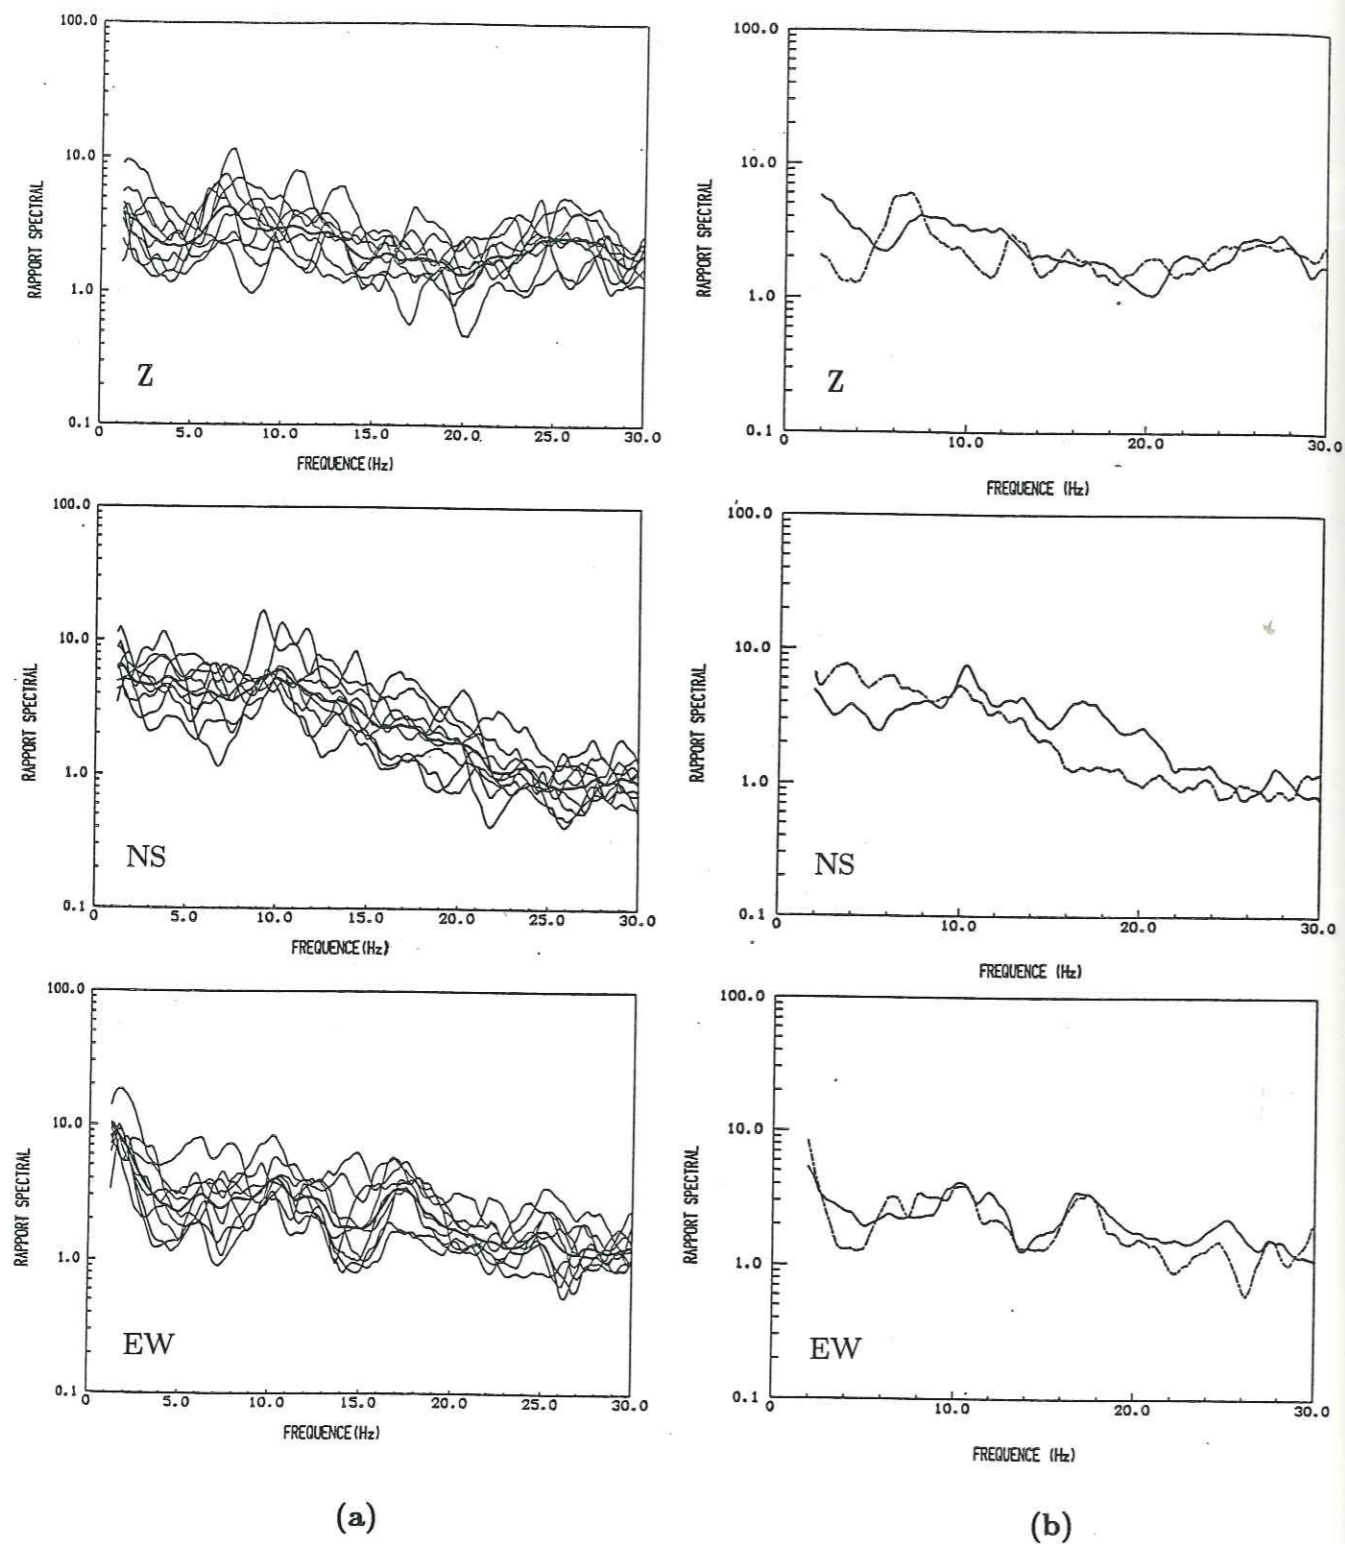 100.0
10.0
1.0
0.1
RAPPORT SPECTRAL
Z
0 5.0 10.0 15.0 20.0 25.0 30.0
FREQUENCE(Hz)
100.0
10.0
1.0
0.1
RAPPORT SPECTRAL
Z
0 10.0 20.0 30.0
FREQUENCE (Hz)
100.0
10.0
1.0
0.1
RAPPORT SPECTRAL
NS
0 5.0 10.0 15.0 20.0 25.0 30.0
FREQUENCE(Hz)
100.0
10.0
1.0
0.1
RAPPORT SPECTRAL
NS
0 10.0 20.0 30.0
FREQUENCE (Hz)
100.0
10.0
1.0
0.1
RAPPORT SPECTRAL
EW
0 5.0 10.0 15.0 20.0 25.0 30.0
FREQUENCE(Hz)
100.0
10.0
1.0
0.1
RAPPORT SPECTRAL
EW
0 10.0 20.0 30.0
FREQUENCE (Hz)
(a)
(b)